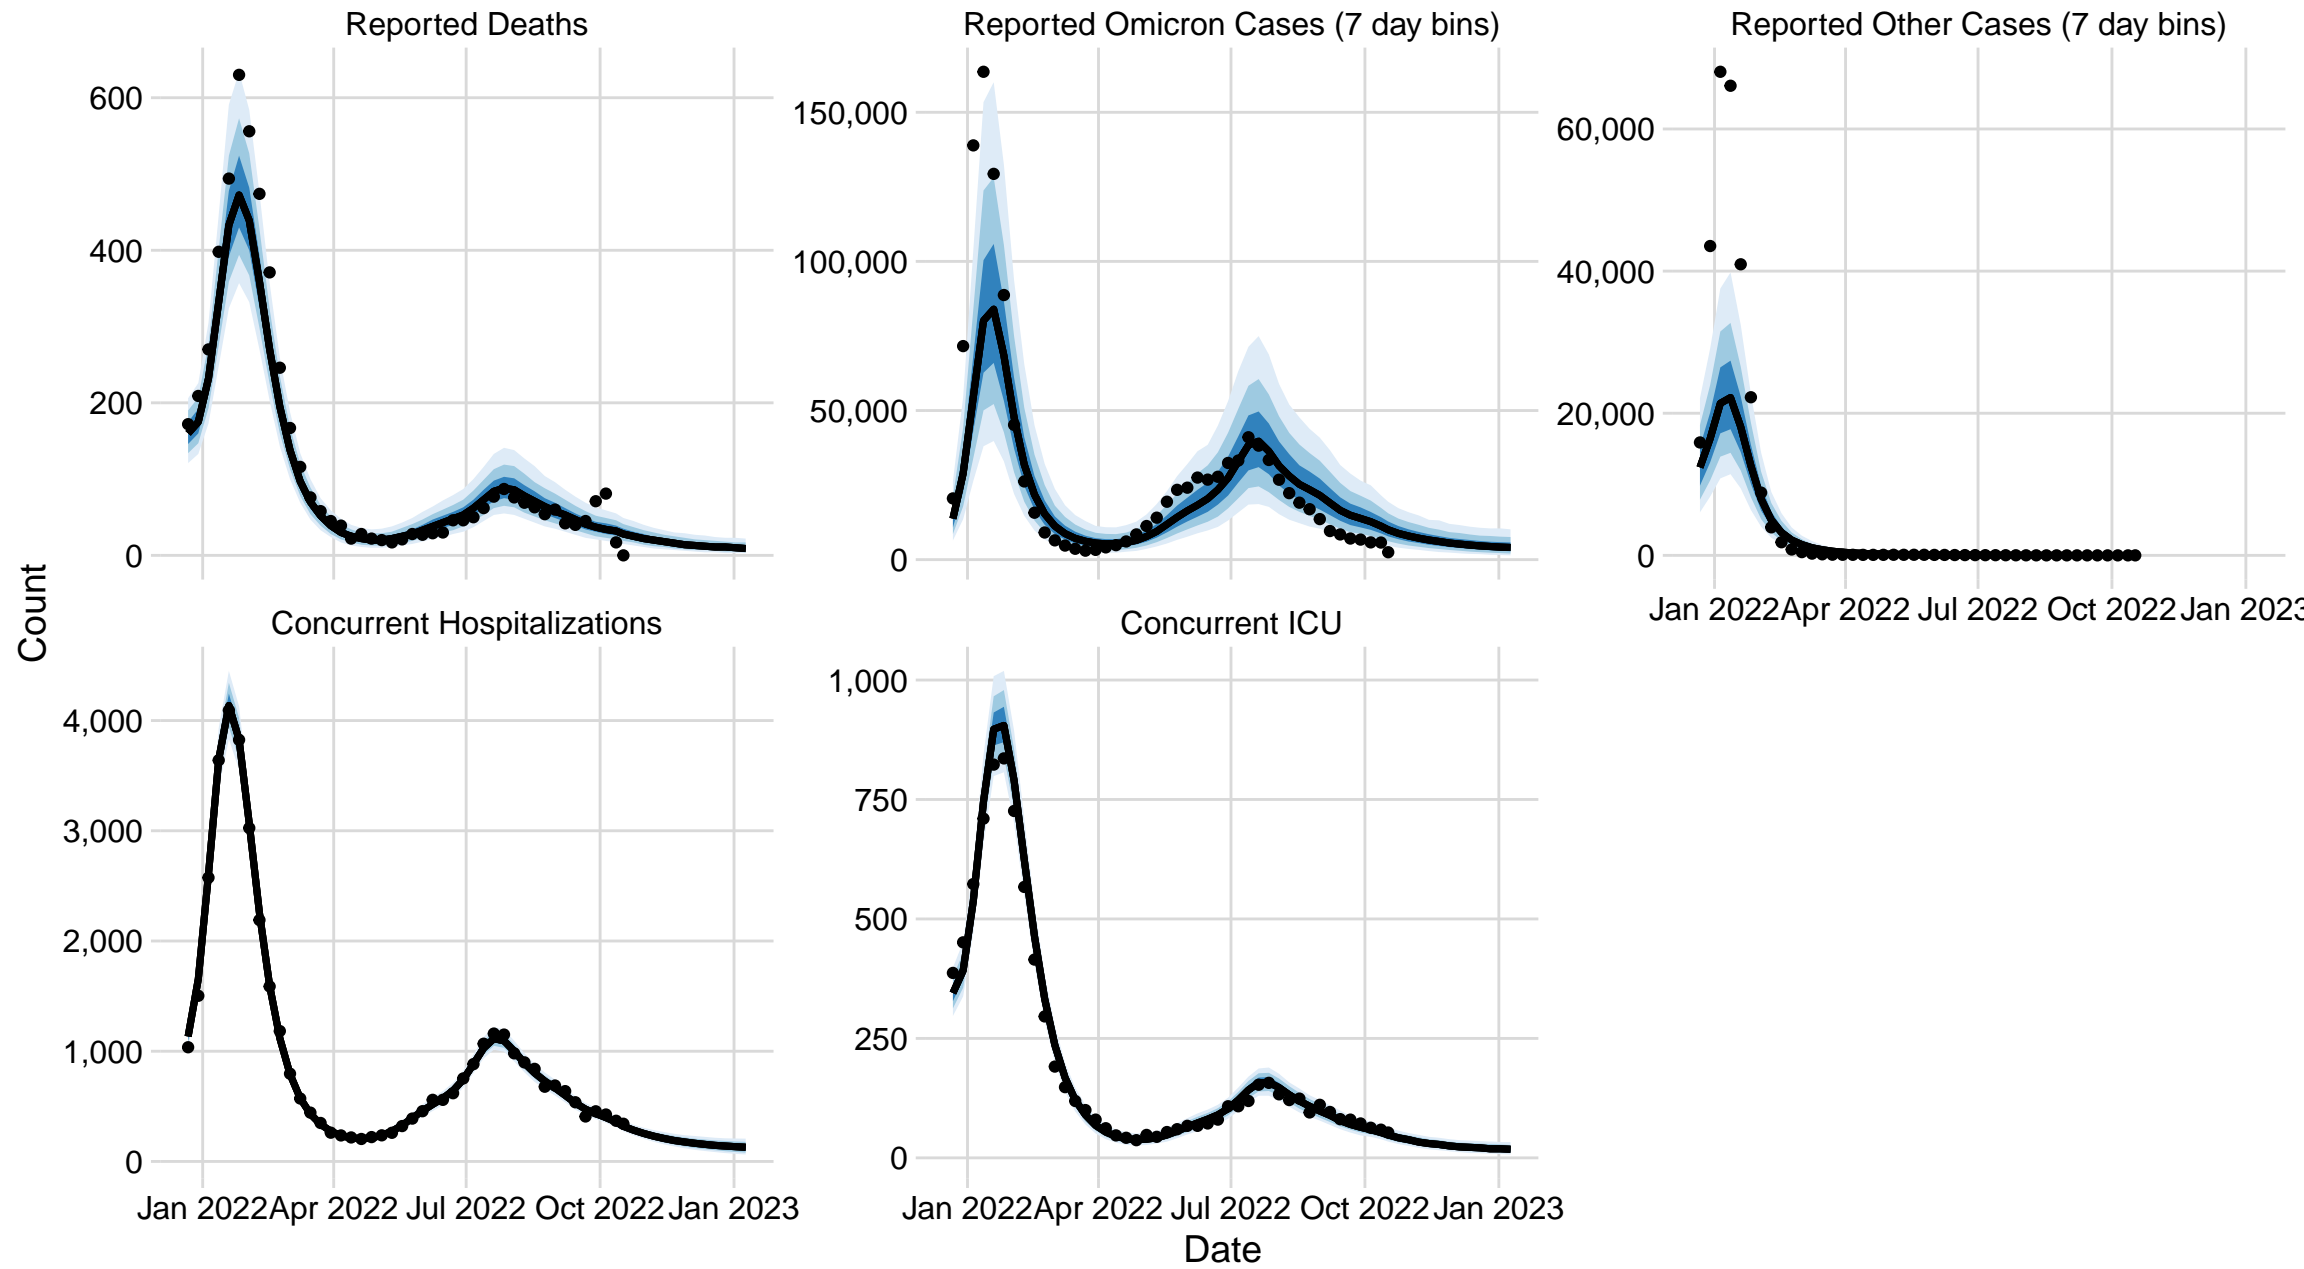 Reported Deaths
Reported Omicron Cases (7 day bins)
Reported Other Cases (7 day bins)
600
400
200
0
150,000
100,000
50,000
0
60,000
40,000
20,000
0
Jan 2022 Apr 2022 Jul 2022 Oct 2022 Jan 2023
Count
Concurrent Hospitalizations
Concurrent ICU
4,000
3,000
2,000
1,000
0
1,000
750
500
250
0
Jan 2022 Apr 2022 Jul 2022 Oct 2022 Jan 2023
Jan 2022 Apr 2022 Jul 2022 Oct 2022 Jan 2023
Date